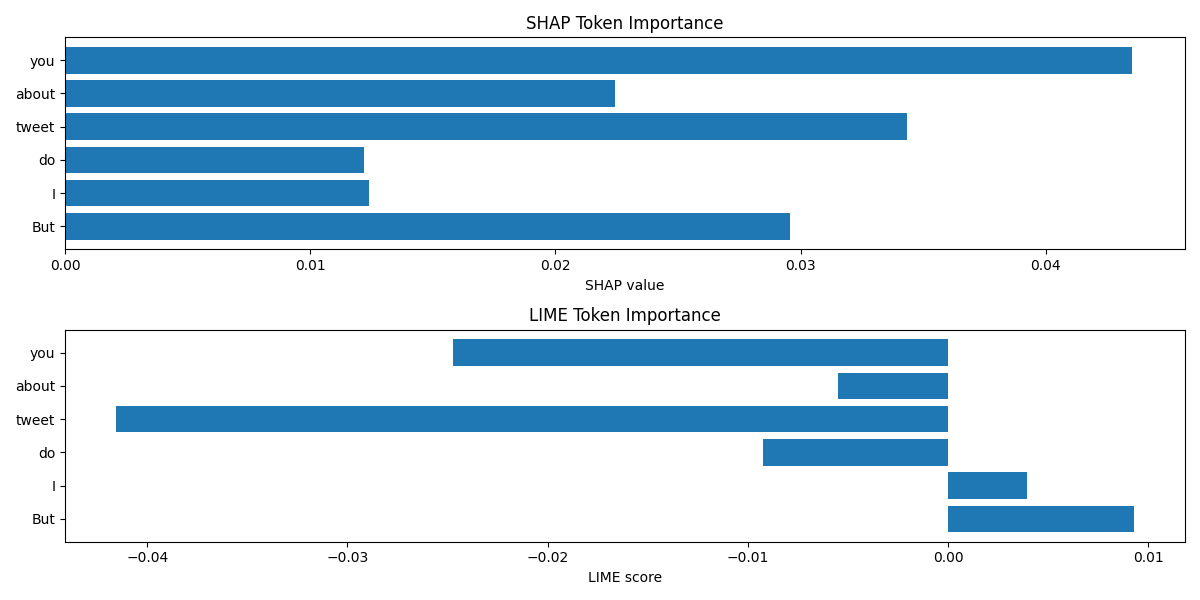 SHAP Token Importance
you
about
tweet
do
I
But
0.00 0.01 0.02 0.03 0.04
SHAP value
LIME Token Importance
you
about
tweet
do
I
But
−0.04 −0.03 −0.02 −0.01 0.00 0.01
LIME score